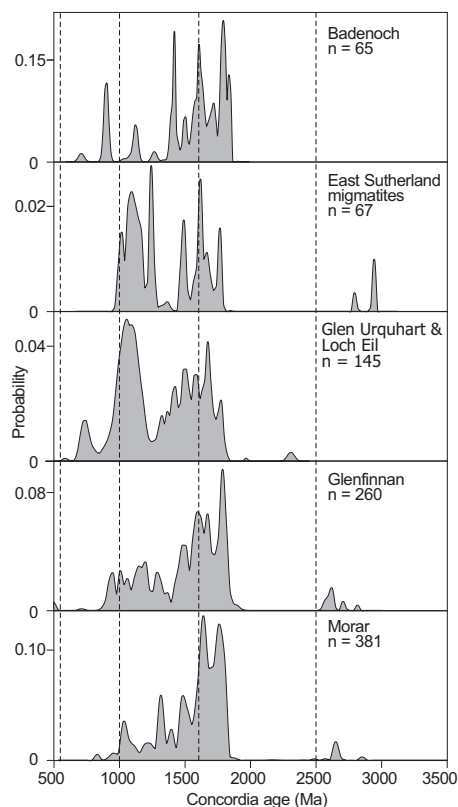 Badenoch
n = 65
0.15
0
East Sutherland
migmatites
n = 67
0.02
0
Glen Urquhart &
Loch Eil
n = 145
0.04
0
Probability
Glenfinnan
n = 260
0.08
0
Morar
n = 381
0.10
0
500 1000 1500 2000 2500 3000 3500
Concordia age (Ma)